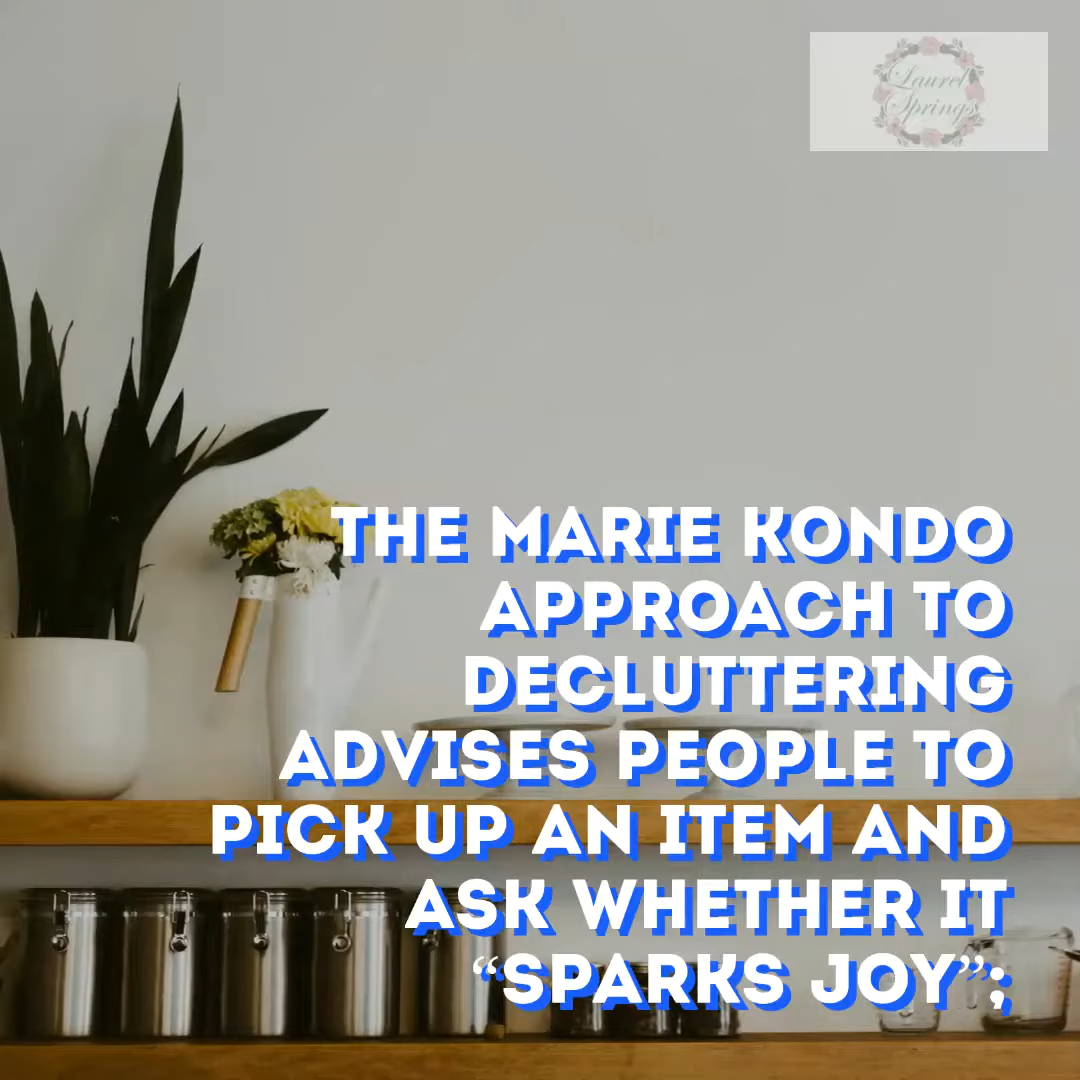 Laurel
Springs
THE MARIE KONDO
APPROACH TO
DECLUTTERING
ADVISES PEOPLE TO
PICK UP AN ITEM AND
ASK WHETHER IT
“SPARKS JOY”;